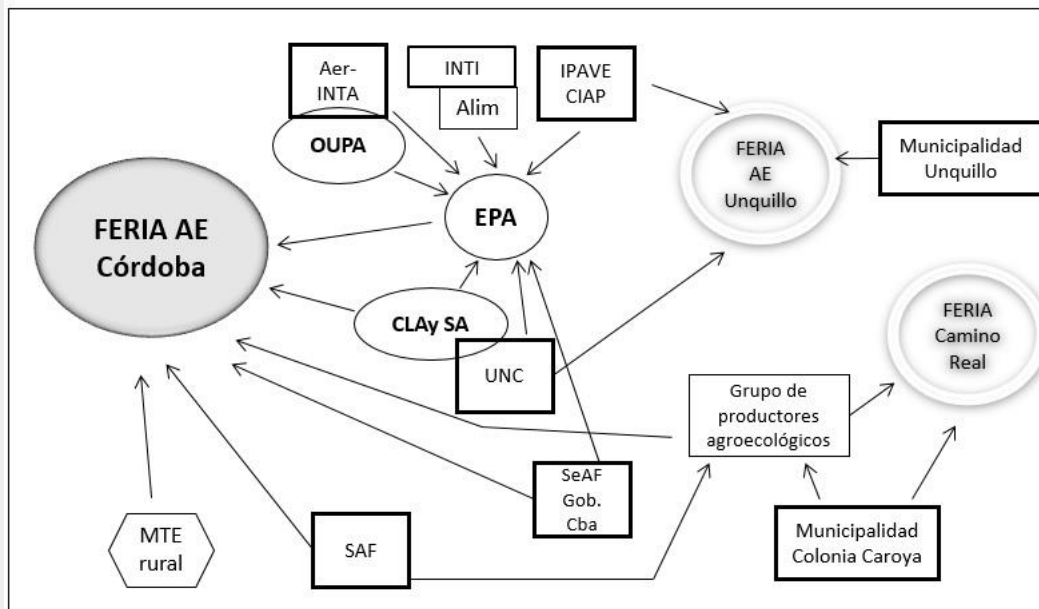 Aer-
INTA
OUPA
INTI
Alim
IPAVE
CIAP
FERIA
AE
Unquillo
Municipalidad
Unquillo
FERIA AE
Córdoba
EPA
CLAy SA
UNC
FERIA
Camino
Real
Grupo de
productores
agroecológicos
SeAF
Gob.
Cba
Municipalidad
Colonia Caroya
MTE
rural
SAF